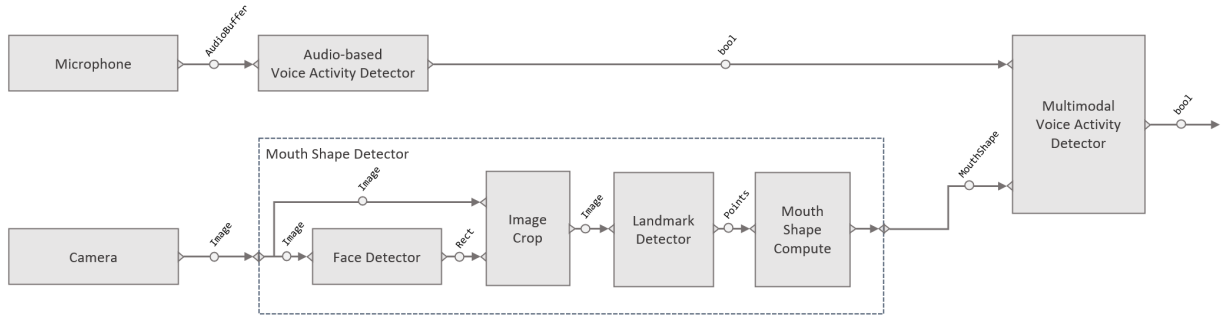 AudioBuffer
Microphone
Audio-based
Voice Activity Detector
bool
Multimodal
Voice Activity
Detector
bool
Mouth Shape Detector
MouthShape
Image
Image
Crop
Image
Landmark
Detector
Points
Mouth
Shape
Compute
Camera
Image
Image
Face Detector
Rect